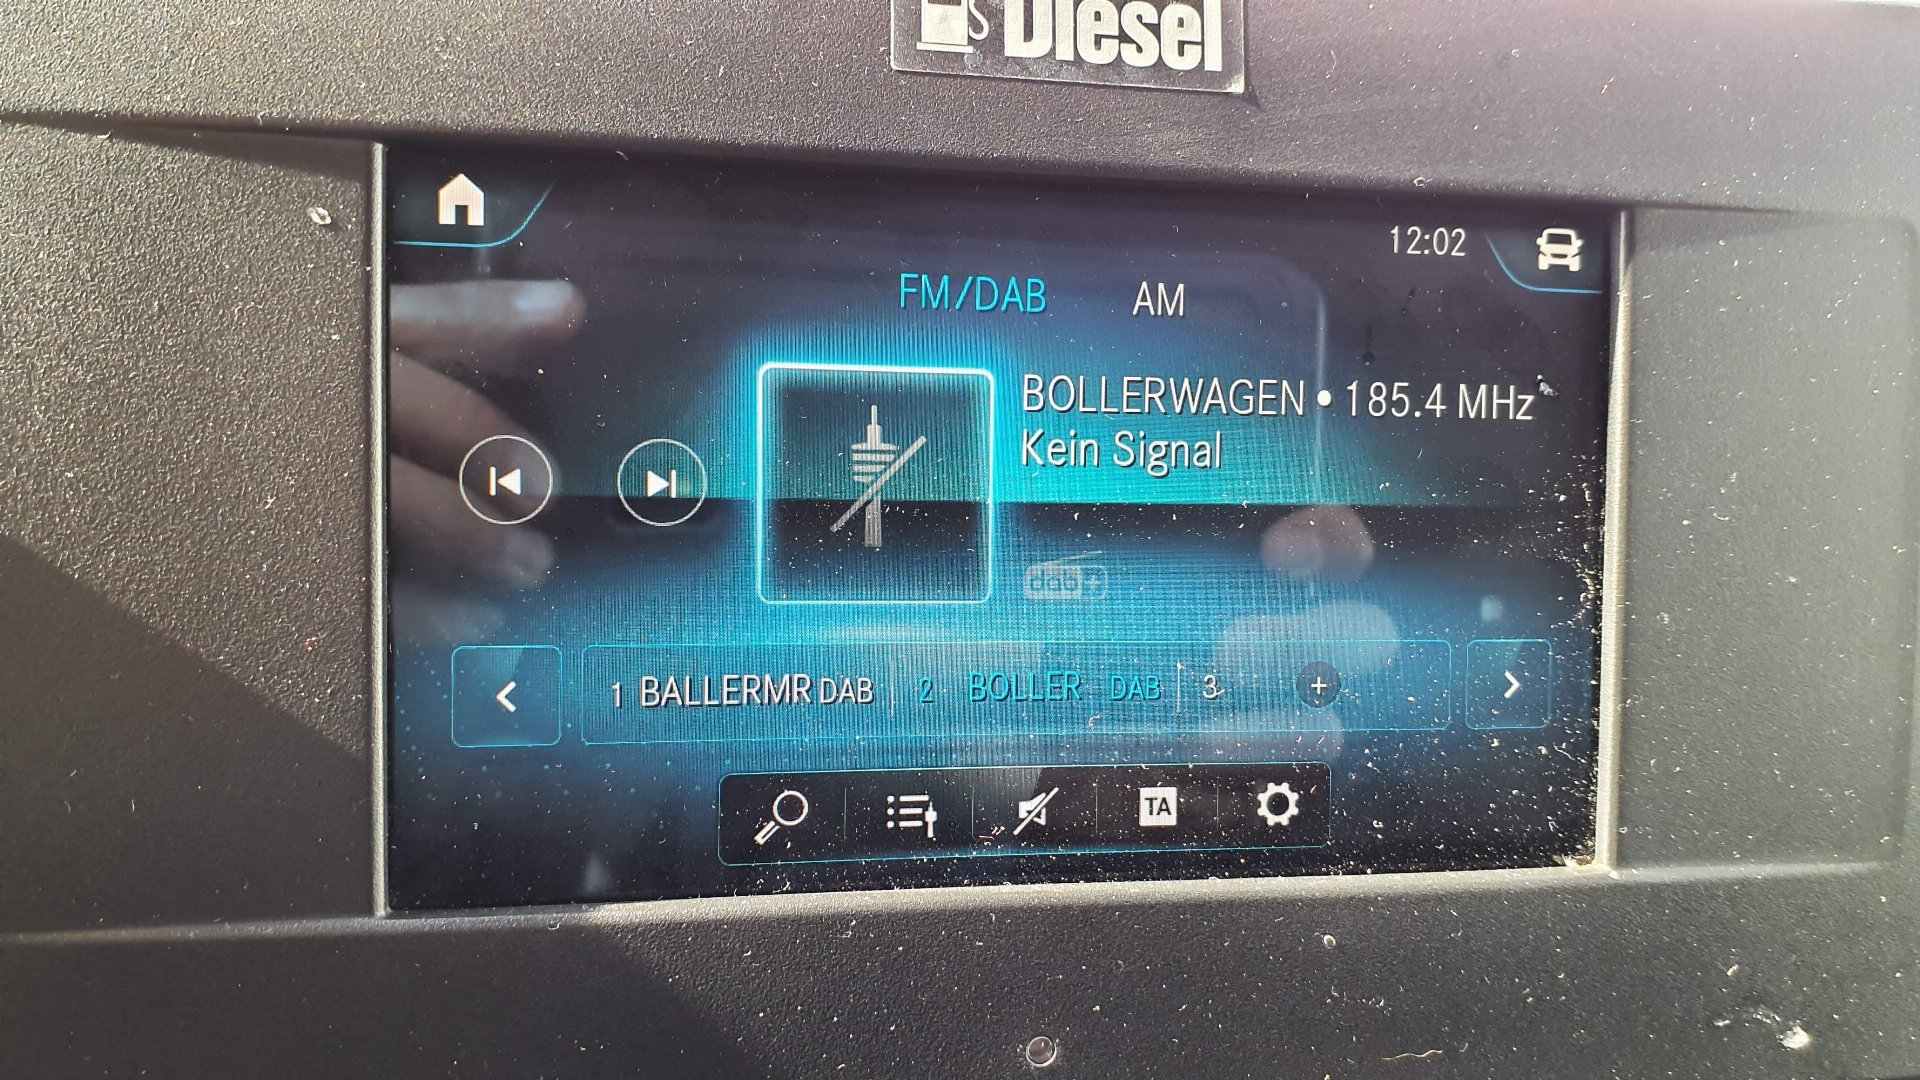 Diesel
12:02
FM/DAB AM
BOLLERWAGEN • 185.4 MHz
Kein Signal
dab+
1 BALLERMR DAB 2 BOLLER DAB 3 +
TA